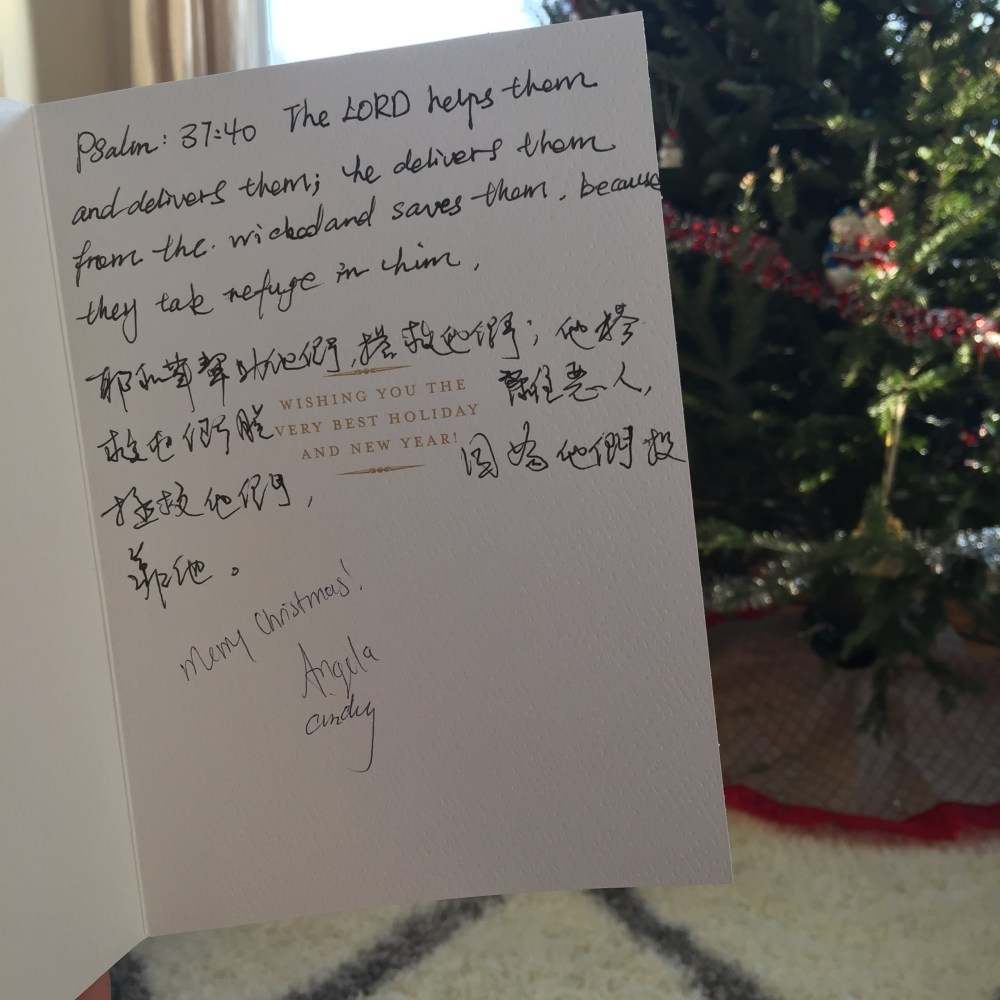 Psalm: 37:40 The LORD helps them
and delivers them; he delivers them
from the. wicked and saves them. because
they tak refuge in him.
耶和華幫助他們,搭救他們;他搭
救他們脫 離 惡人,
WISHING YOU THE
VERY BEST HOLIDAY
AND NEW YEAR!
拯救他們, 因為他們投
靠他。
Merry Christmas!
Angela
Cindy